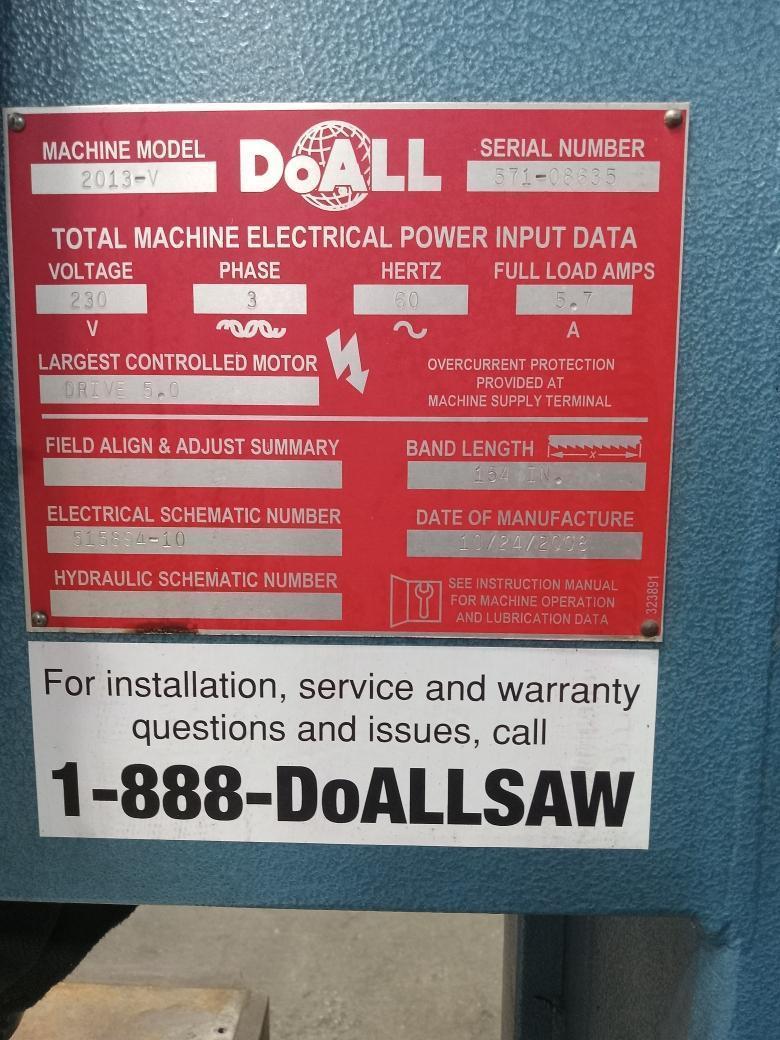 MACHINE MODEL
2013-V
DoALL
SERIAL NUMBER
571-08635
TOTAL MACHINE ELECTRICAL POWER INPUT DATA
VOLTAGE PHASE HERTZ FULL LOAD AMPS
230 3 60 5.7
V A
LARGEST CONTROLLED MOTOR
DRIVE 5.0
OVERCURRENT PROTECTION
PROVIDED AT
MACHINE SUPPLY TERMINAL
FIELD ALIGN & ADJUST SUMMARY
BAND LENGTH
X
164 IN.
ELECTRICAL SCHEMATIC NUMBER
DATE OF MANUFACTURE
HYDRAULIC SCHEMATIC NUMBER
SEE INSTRUCTION MANUAL
FOR MACHINE OPERATION
AND LUBRICATION DATA
323891
For installation, service and warranty
questions and issues, call
1-888-DoALLSAW